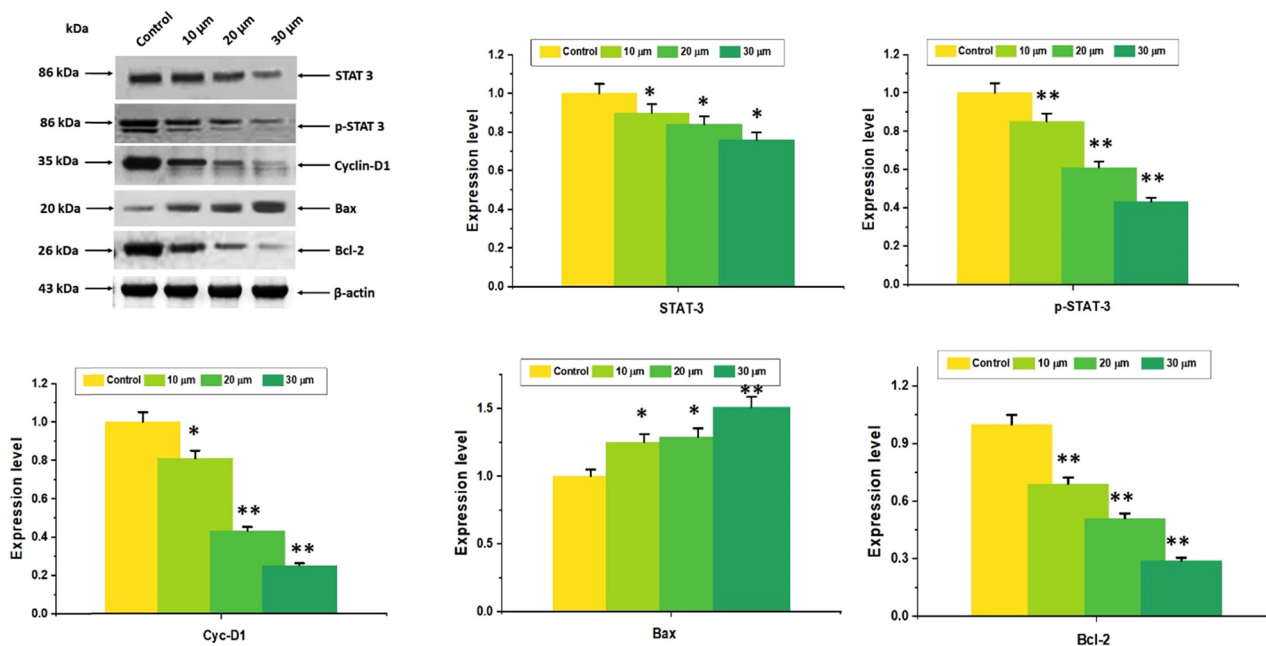 kDa Control 10 μm 20 μm 30 μm
86 kDa STAT 3
86 kDa p-STAT 3
35 kDa Cyclin-D1
20 kDa Bax
26 kDa Bcl-2
43 kDa β-actin
Control 10 μm 20 μm 30 μm
Expression level
1.2
1.0
0.8
0.6
0.4
0.2
0.0
* * *
STAT-3
Control 10 μm 20 μm 30 μm
Expression level
1.0
0.8
0.6
0.4
0.2
0.0
** ** **
p-STAT-3
Control 10 μm 20 μm 30 μm
Expression level
1.2
1.0
0.8
0.6
0.4
0.2
0.0
* ** **
Cyc-D1
Control 10 μm 20 μm 30 μm
Expression level
1.5
1.0
0.5
0.0
* * **
Bax
Control 10 μm 20 μm 30 μm
Expression level
1.2
0.9
0.6
0.3
0.0
** ** **
Bcl-2